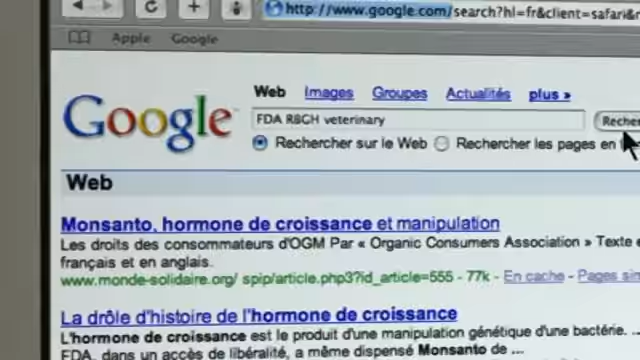 http://www.google.com/search?hl=fr&client=safari&
Apple Google
Web Images Groupes Actualités plus »
Google
FDA RBGH veterinary
Recher
Rechercher sur le Web Rechercher les pages en
Web
Monsanto, hormone de croissance et manipulation
Les droits des consommateurs d'OGM Par « Organic Consumers Association » Texte e
français et en anglais.
www.monde-solidaire.org/ spip/article.php3?id_article=555 - 77k - En cache - Pages sim
La drôle d'histoire de l'hormone de croissance
L'hormone de croissance est le produit d'une manipulation génétique d'une bactérie. ...
FDA, dans un accès de libéralité, a même dispensé Monsanto de ...